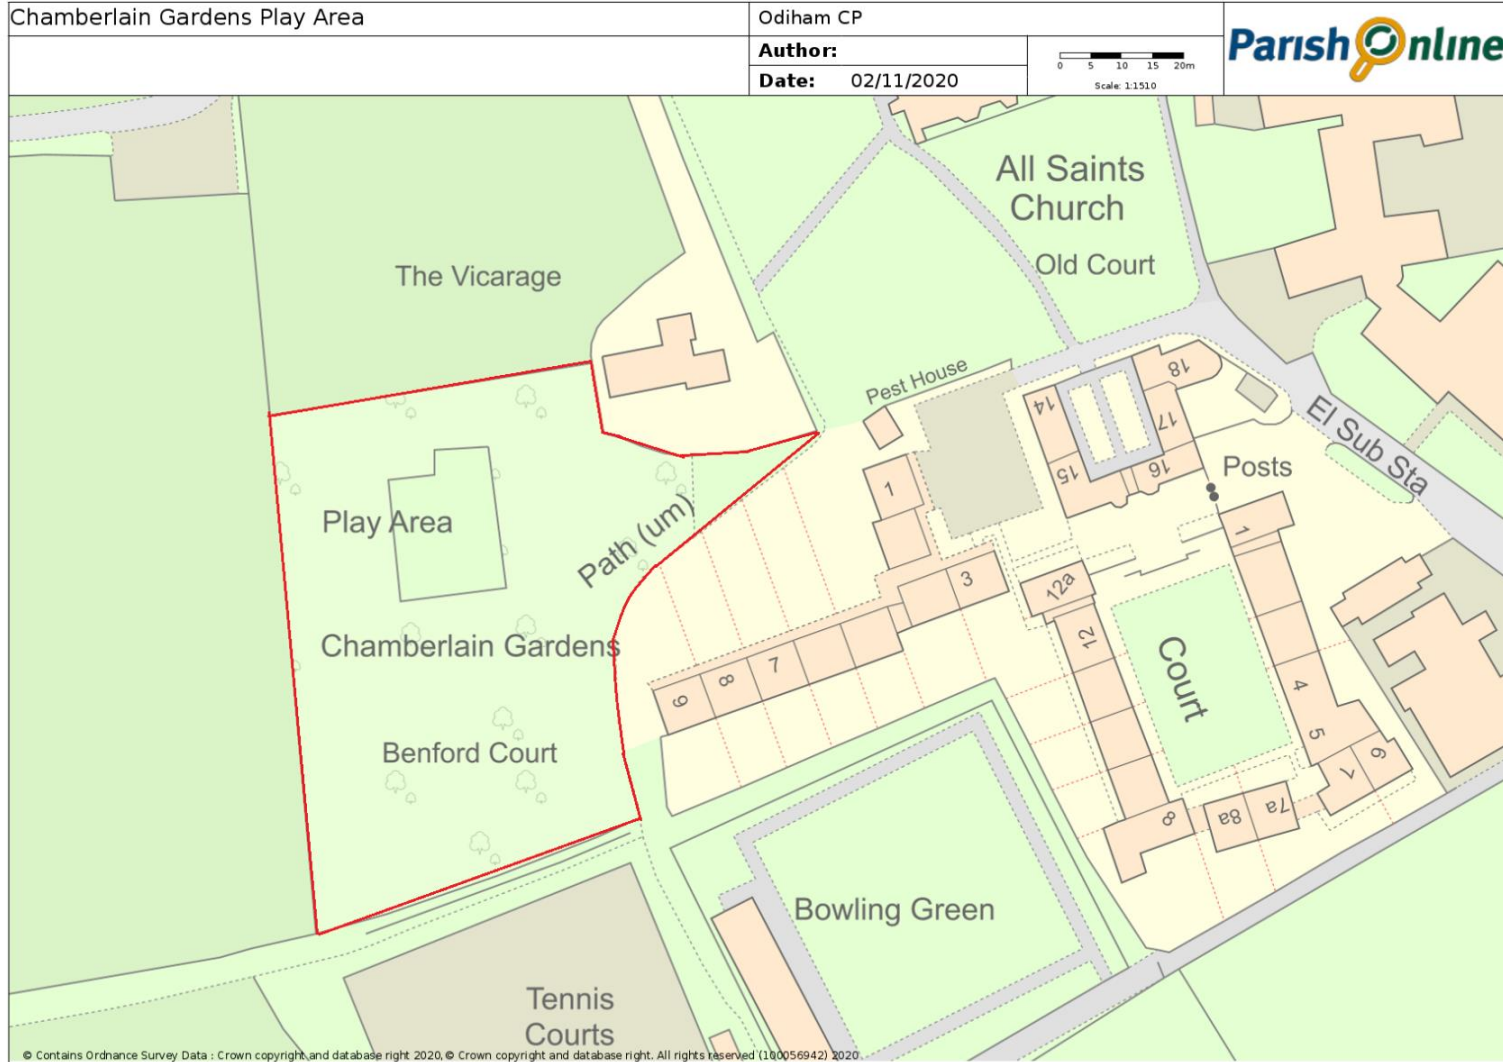 Chamberlain Gardens Play Area
Odiham CP
Author:
Date: 02/11/2020
0 5 10 15 20m
Scale: 1:1510
Parish Online
All Saints
Church
Old Court
The Vicarage
Pest House
18
14
17
15
16
El Sub Sta
Posts
1
1
Play Area
Path (um)
3
12a
12
Chamberlain Gardens
Court
7
8
9
4
5
6
7
Benford Court
8
8a
7a
Bowling Green
Tennis
Courts
© Contains Ordnance Survey Data : Crown copyright and database right 2020, © Crown copyright and database right. All rights reserved (100056942) 2020